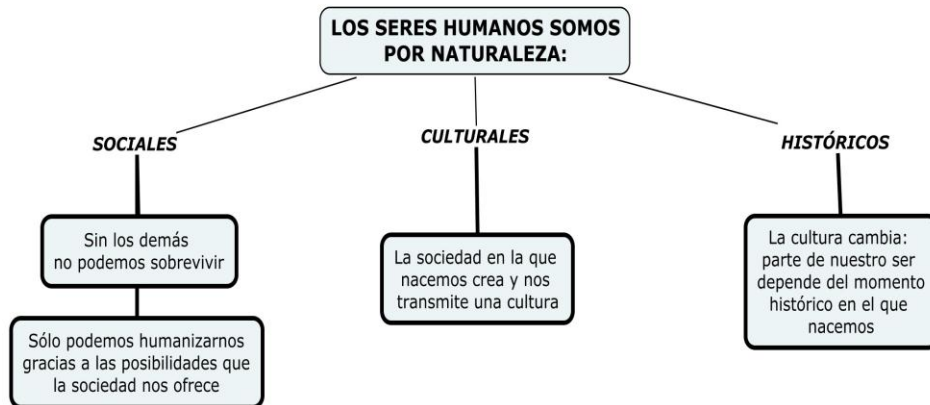 LOS SERES HUMANOS SOMOS
POR NATURALEZA:
SOCIALES
CULTURALES
HISTÓRICOS
Sin los demás
no podemos sobrevivir
Sólo podemos humanizarnos
gracias a las posibilidades que
la sociedad nos ofrece
La sociedad en la que
nacemos crea y nos
transmite una cultura
La cultura cambia:
parte de nuestro ser
depende del momento
histórico en el que
nacemos